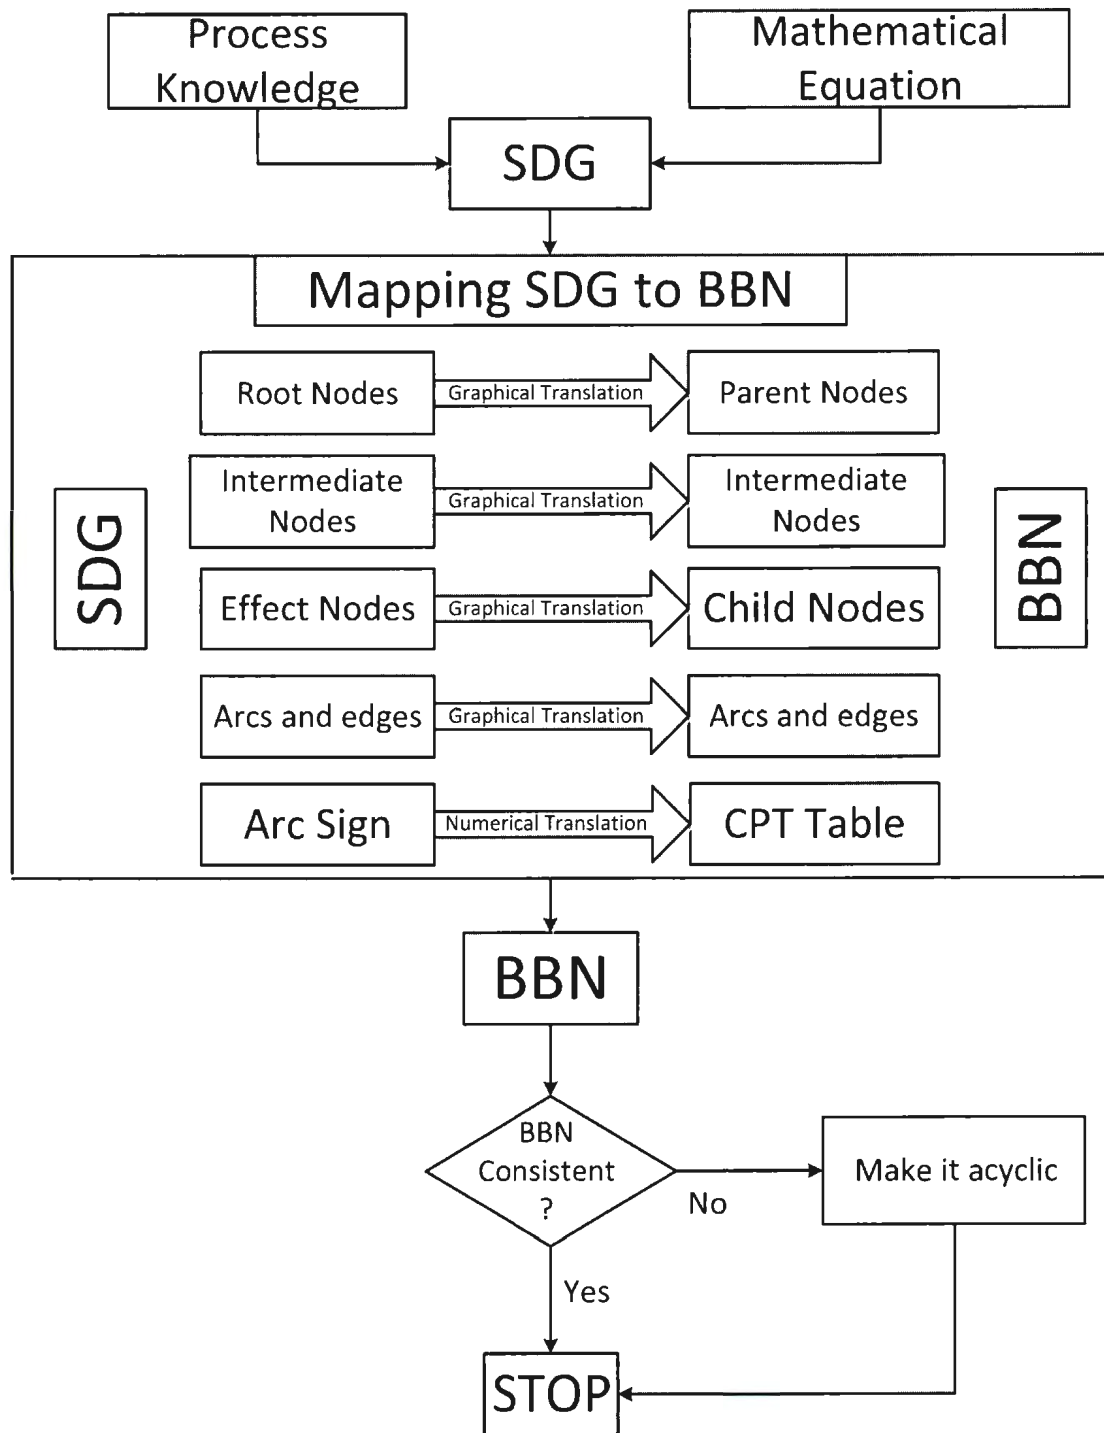 Process
Knowledge
Mathematical
Equation
SDG
Mapping SDG to BBN
SDG
Root Nodes
Graphical Translation
Parent Nodes
Intermediate
Nodes
Graphical Translation
Intermediate
Nodes
Effect Nodes
Graphical Translation
Child Nodes
Arcs and edges
Graphical Translation
Arcs and edges
Arc Sign
Numerical Translation
CPT Table
BBN
BBN
BBN
Consistent
?
No
Make it acyclic
Yes
STOP